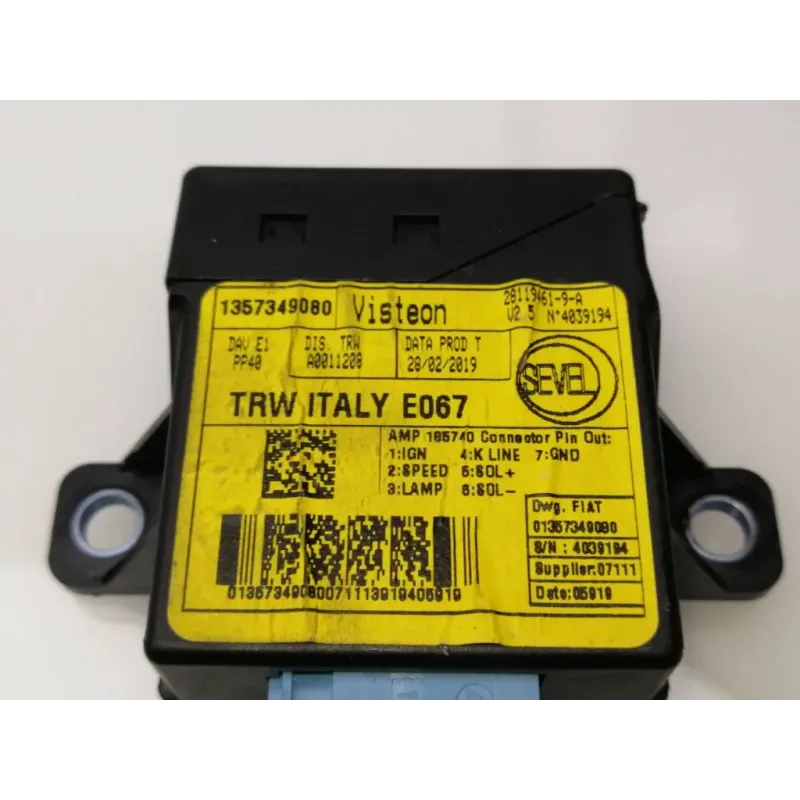 1357349080 Visteon 28119461-9-A
V2.5 N°4039194
DAV E1 DIS. TRW DATA PROD T
PP40 A0011208 28/02/2019
SEVEL
TRW ITALY E067
AMP 185740 Connector Pin Out:
1:IGN 4:K LINE 7:GND
2:SPEED 5:SOL+
3:LAMP 6:SOL-
Dwg. FIAT
01357349080
S/N : 4039194
Supplier:07111
Date:05919
01357349080071113919405919